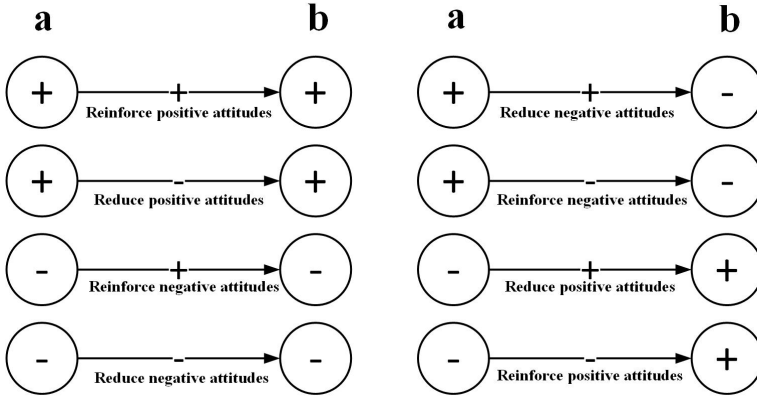 a b a b
+ + + + + -
Reinforce positive attitudes Reduce negative attitudes
+ - + + - -
Reduce positive attitudes Reinforce negative attitudes
- + - - + +
Reinforce negative attitudes Reduce positive attitudes
- - - - - +
Reduce negative attitudes Reinforce positive attitudes